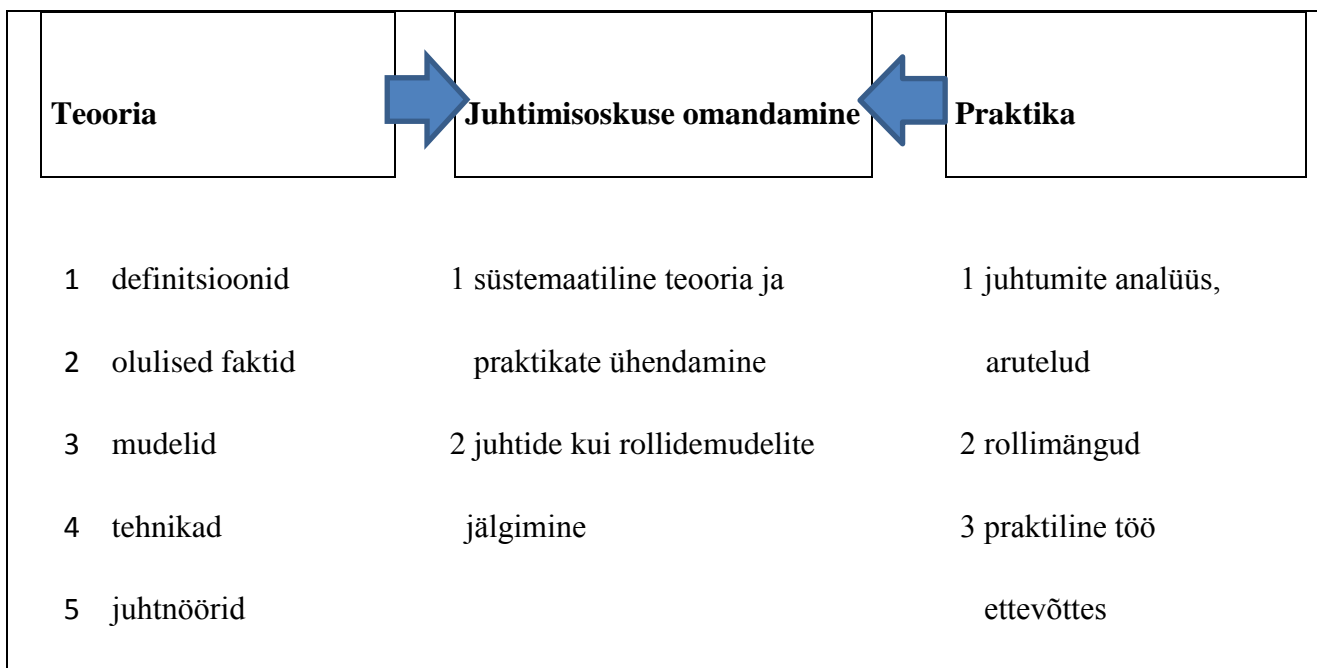 Teooria
Juhtimisoskuse omandamine
Praktika
1 definitsioonid
2 olulised faktid
3 mudelid
4 tehnikad
5 juhtnöörid
1 süstemaatiline teooria ja
praktikate ühendamine
2 juhtide kui rollidemudelite
jälgimine
1 juhtumite analüüs,
arutelud
2 rollimängud
3 praktiline töö
ettevõttes